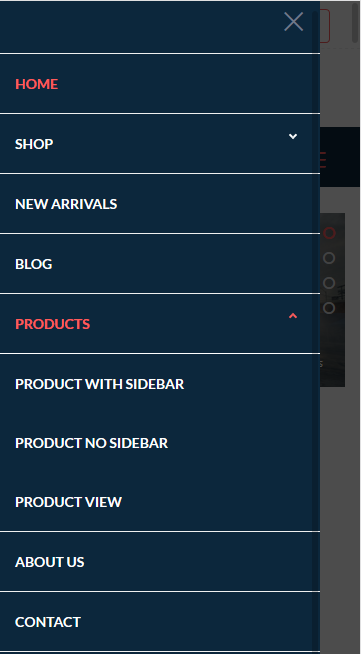 HOME
SHOP
NEW ARRIVALS
BLOG
PRODUCTS
PRODUCT WITH SIDEBAR
PRODUCT NO SIDEBAR
PRODUCT VIEW
ABOUT US
CONTACT